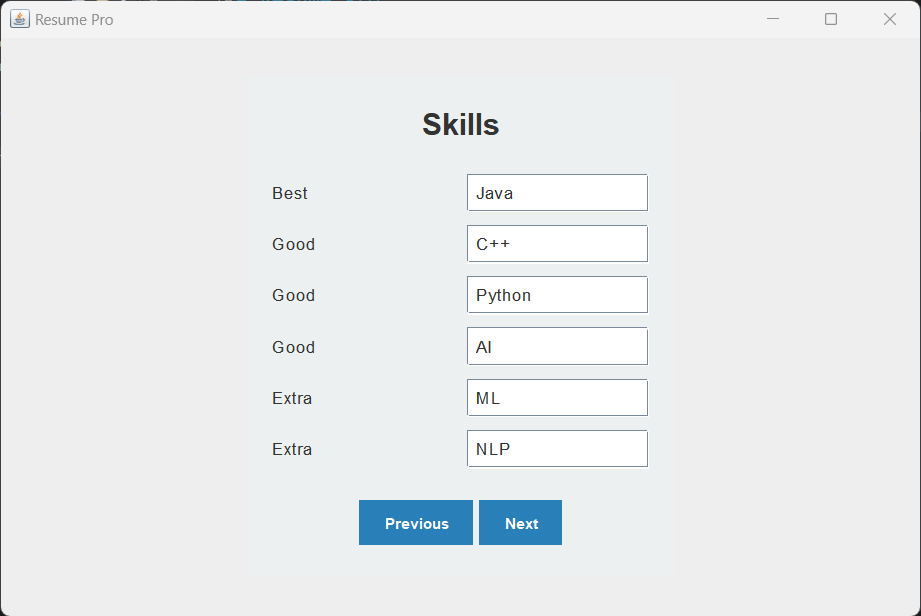 Resume Pro
Skills
Best Java
Good C++
Good Python
Good AI
Extra ML
Extra NLP
Previous Next